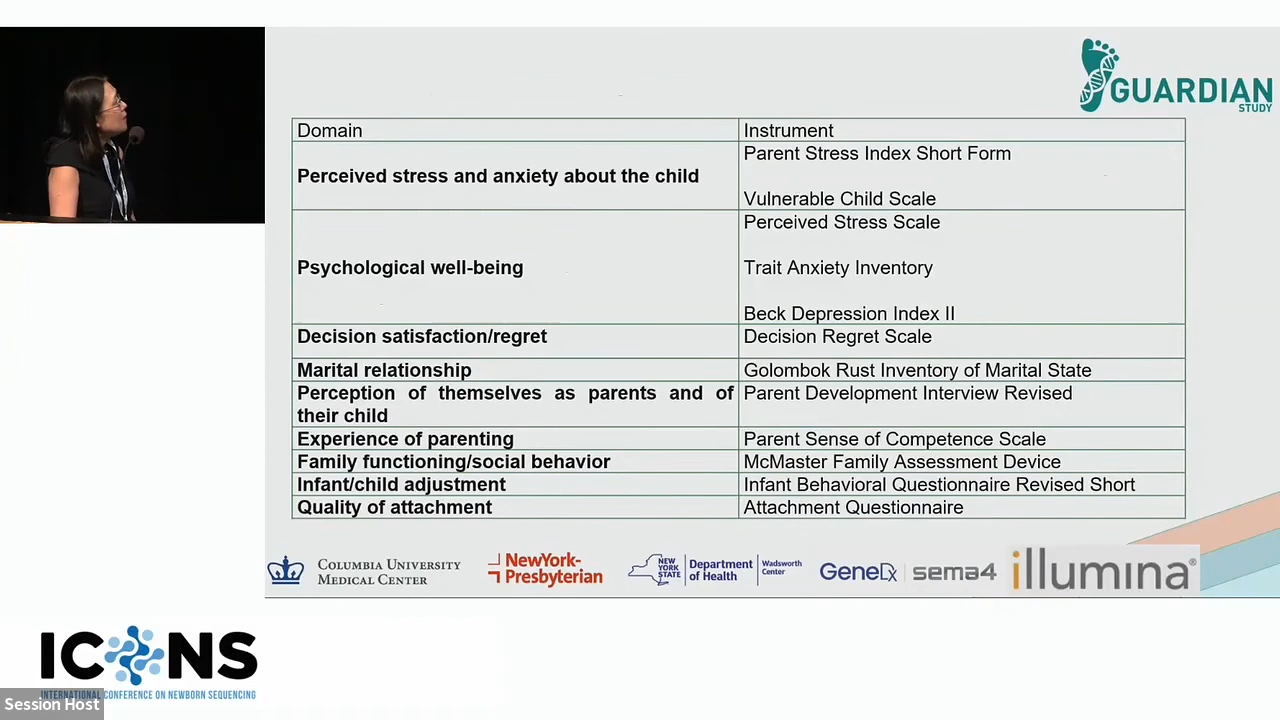 GUARDIAN
STUDY
Domain
Instrument
Perceived stress and anxiety about the child
Parent Stress Index Short Form
Vulnerable Child Scale
Psychological well-being
Perceived Stress Scale
Trait Anxiety Inventory
Beck Depression Index II
Decision satisfaction/regret
Decision Regret Scale
Marital relationship
Golombok Rust Inventory of Marital State
Perception of themselves as parents and of
their child
Parent Development Interview Revised
Experience of parenting
Parent Sense of Competence Scale
Family functioning/social behavior
McMaster Family Assessment Device
Infant/child adjustment
Infant Behavioral Questionnaire Revised Short
Quality of attachment
Attachment Questionnaire
COLUMBIA UNIVERSITY
MEDICAL CENTER
NewYork-
Presbyterian
NEW
YORK
STATE
Department
of Health
Wadsworth
Center
GeneDx
sema4
illumina®
ICONS
INTERNATIONAL CONFERENCE ON NEWBORN SEQUENCING
Session Host